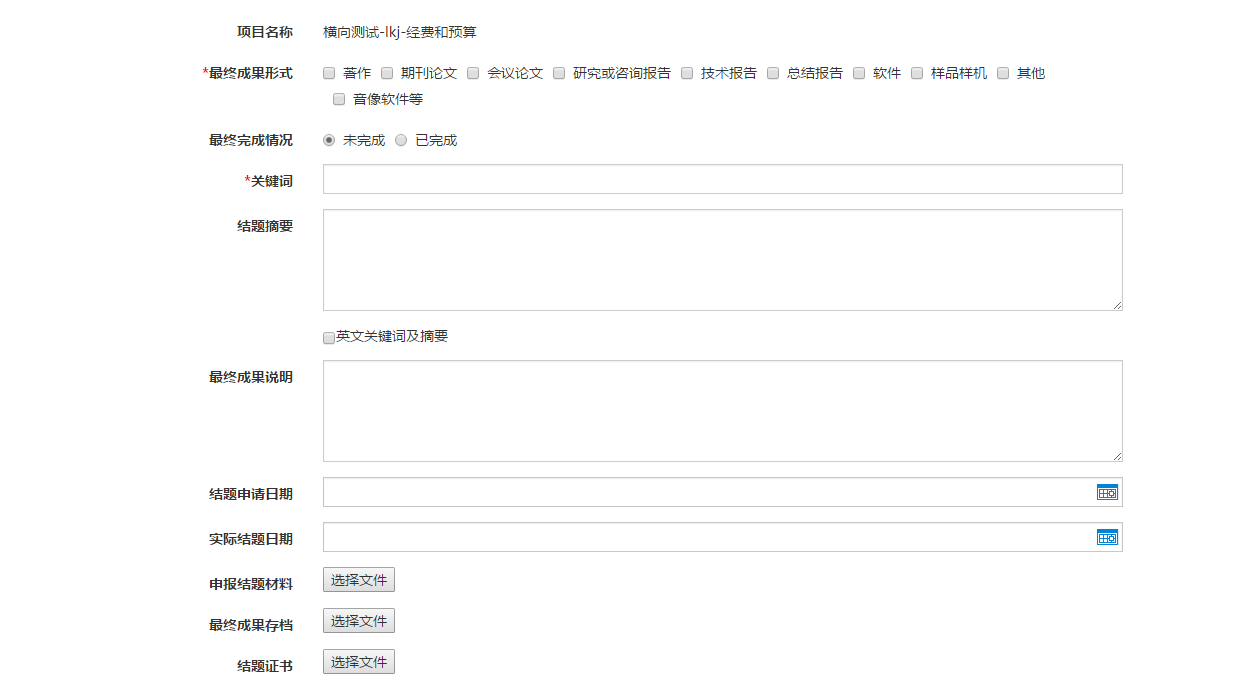 项目名称 横向测试-lkj-经费和预算
*最终成果形式 著作 期刊论文 会议论文 研究或咨询报告 技术报告 总结报告 软件 样品样机 其他
音像软件等
最终完成情况 未完成 已完成
*关键词
结题摘要
英文关键词及摘要
最终成果说明
结题申请日期
实际结题日期
申报结题材料 选择文件
最终成果存档 选择文件
结题证书 选择文件